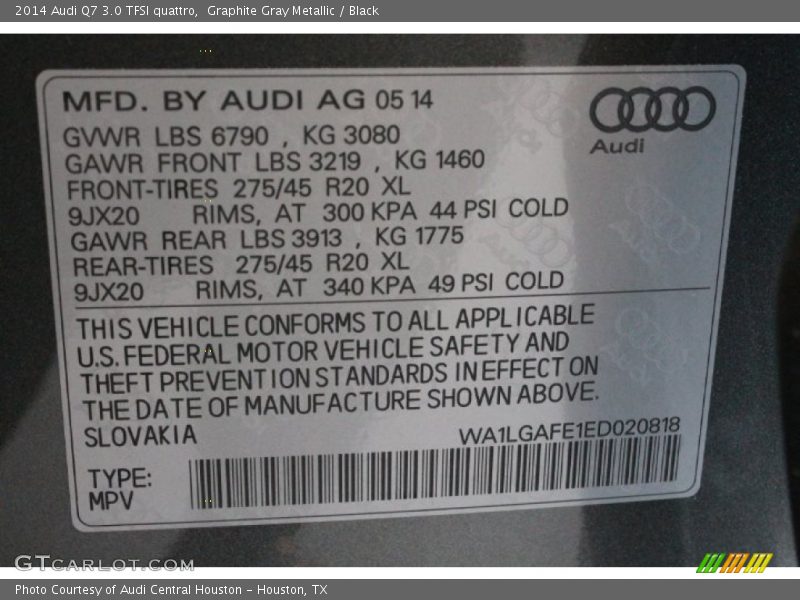 2014 Audi Q7 3.0 TFSI quattro,  Graphite Gray Metallic / Black
MFD. BY AUDI AG 05 14
Audi
GVWR LBS 6790 , KG 3080
GAWR FRONT LBS 3219 , KG 1460
FRONT-TIRES 275/45 R20 XL
9JX20 RIMS, AT 300 KPA 44 PSI COLD
GAWR REAR LBS 3913 , KG 1775
REAR-TIRES 275/45 R20 XL
9JX20 RIMS, AT 340 KPA 49 PSI COLD
THIS VEHICLE CONFORMS TO ALL APPLICABLE
U.S. FEDERAL MOTOR VEHICLE SAFETY AND
THEFT PREVENTION STANDARDS IN EFFECT ON
THE DATE OF MANUFACTURE SHOWN ABOVE.
SLOVAKIA WA1LGAFE1ED020818
TYPE:
MPV
GTCARLOT.COM
Photo Courtesy of Audi Central Houston - Houston, TX